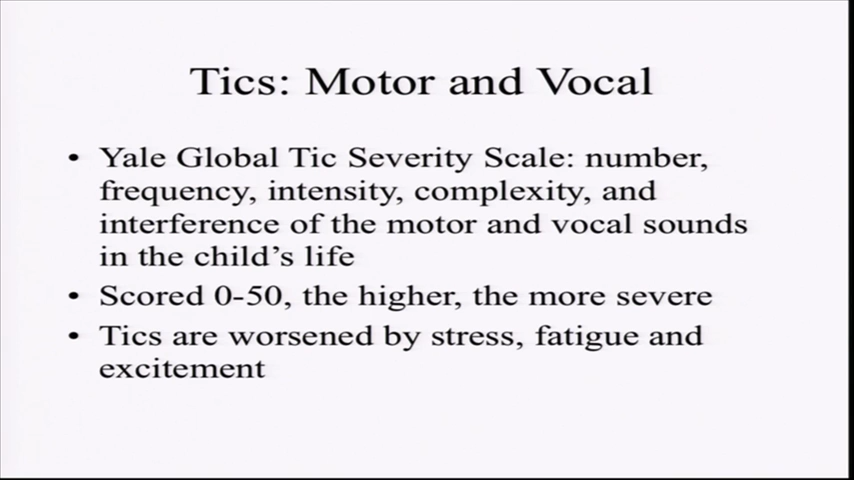 Tics: Motor and Vocal
• Yale Global Tic Severity Scale: number,
frequency, intensity, complexity, and
interference of the motor and vocal sounds
in the child's life
• Scored 0-50, the higher, the more severe
• Tics are worsened by stress, fatigue and
excitement